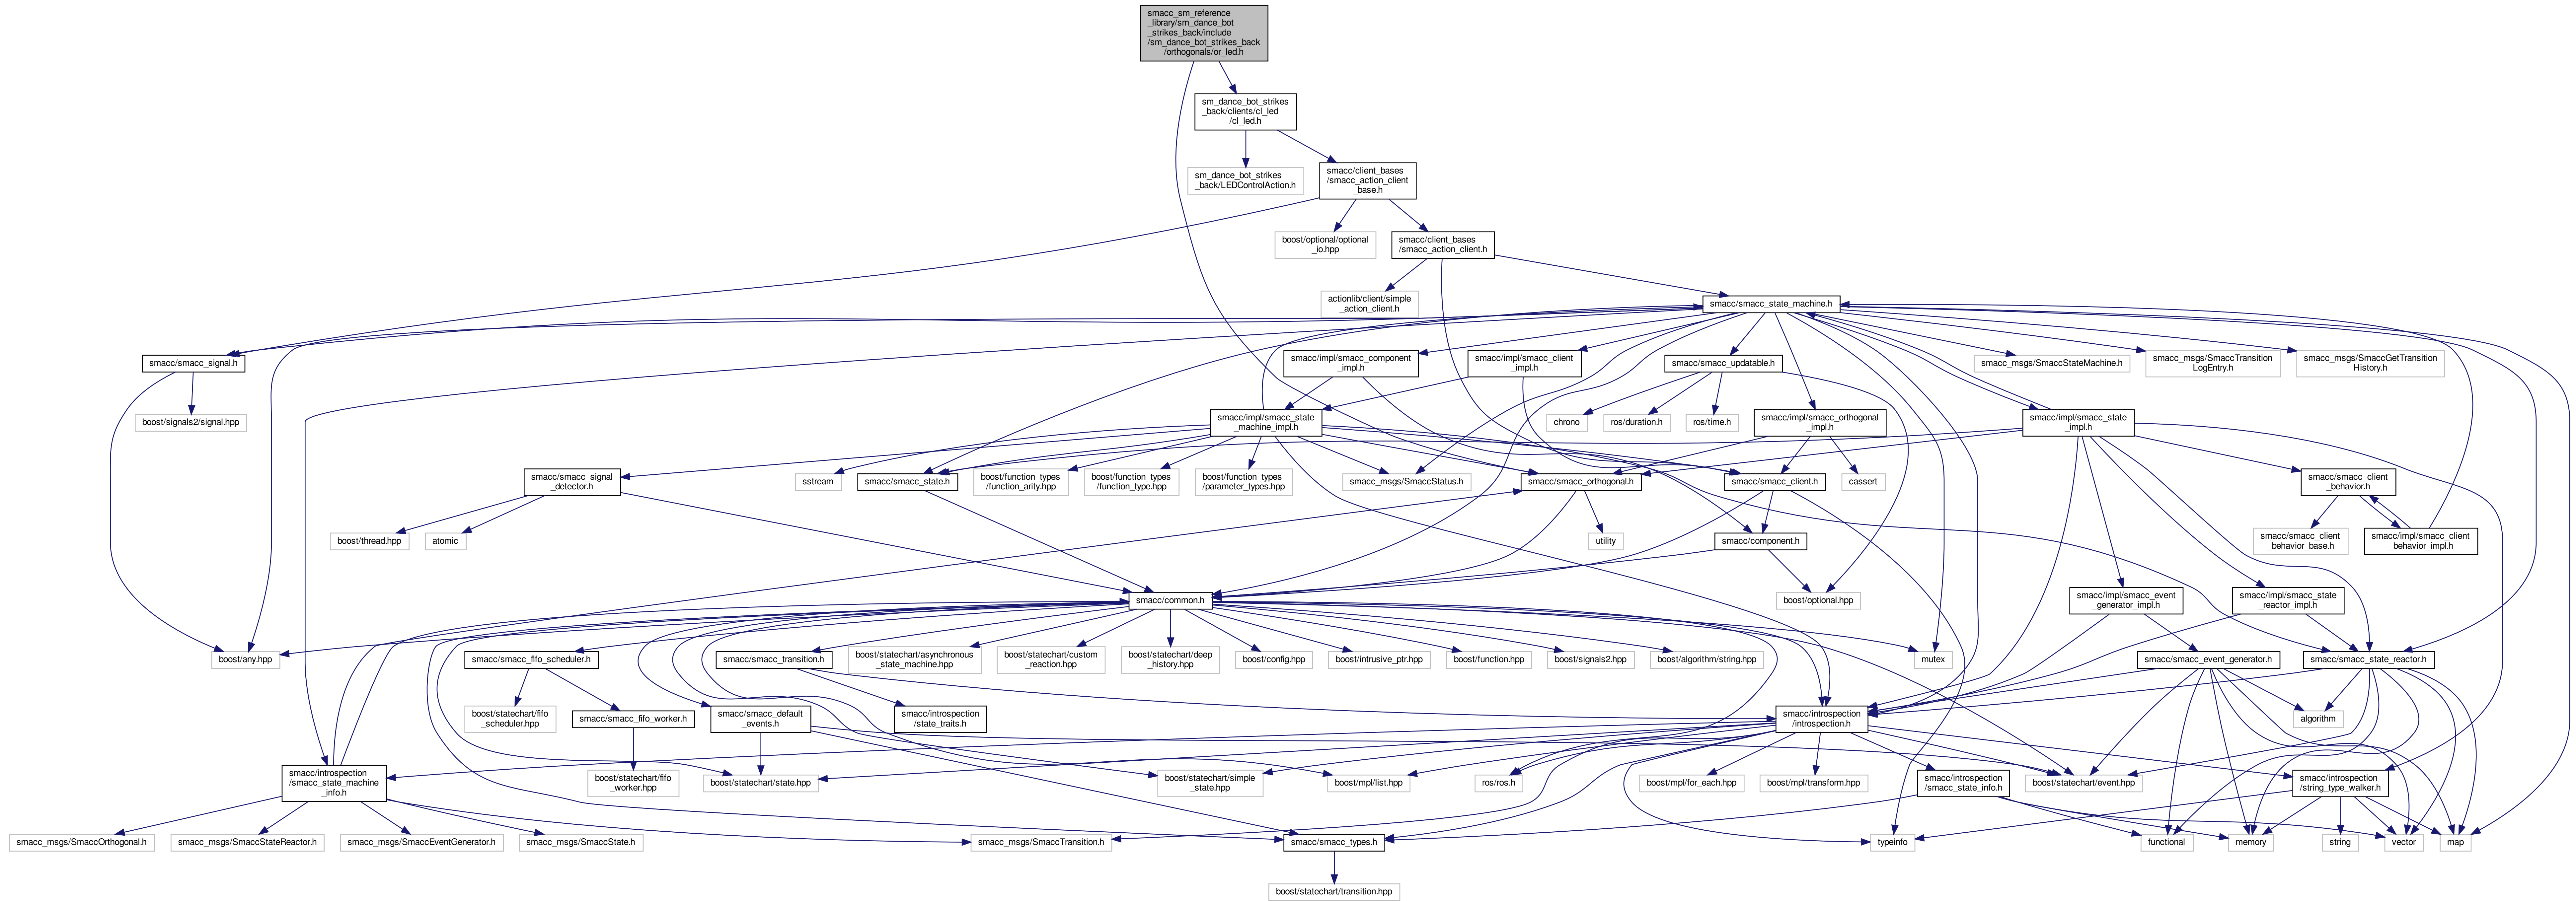 smacc_sm_reference
_library/sm_dance_bot
_strikes_back/include
/sm_dance_bot_strikes_back
/orthogonals/or_led.h
sm_dance_bot_strikes
_back/clients/cl_led
/cl_led.h
sm_dance_bot_strikes
_back/LEDControlAction.h
smacc/client_bases
/smacc_action_client
_base.h
boost/optional/optional
_io.hpp
smacc/client_bases
/smacc_action_client.h
actionlib/client/simple
_action_client.h
smacc/smacc_state_machine.h
smacc/smacc_signal.h
smacc/impl/smacc_component
_impl.h
smacc/impl/smacc_client
_impl.h
smacc/smacc_updatable.h
smacc_msgs/SmaccStateMachine.h
smacc_msgs/SmaccTransition
LogEntry.h
smacc_msgs/SmaccGetTransition
History.h
boost/signals2/signal.hpp
smacc/impl/smacc_state
_machine_impl.h
chrono
ros/duration.h
ros/time.h
smacc/impl/smacc_orthogonal
_impl.h
smacc/impl/smacc_state
_impl.h
smacc/smacc_signal
_detector.h
sstream
smacc/smacc_state.h
boost/function_types
/function_arity.hpp
boost/function_types
/function_type.hpp
boost/function_types
/parameter_types.hpp
smacc_msgs/SmaccStatus.h
smacc/smacc_orthogonal.h
smacc/smacc_client.h
cassert
smacc/smacc_client
_behavior.h
boost/thread.hpp
atomic
utility
smacc/component.h
smacc/smacc_client
_behavior_base.h
smacc/impl/smacc_client
_behavior_impl.h
smacc/common.h
boost/optional.hpp
smacc/impl/smacc_event
_generator_impl.h
smacc/impl/smacc_state
_reactor_impl.h
boost/any.hpp
smacc/smacc_fifo_scheduler.h
smacc/smacc_transition.h
boost/statechart/asynchronous
_state_machine.hpp
boost/statechart/custom
_reaction.hpp
boost/statechart/deep
_history.hpp
boost/config.hpp
boost/intrusive_ptr.hpp
boost/function.hpp
boost/signals2.hpp
boost/algorithm/string.hpp
mutex
smacc/smacc_event_generator.h
smacc/smacc_state_reactor.h
boost/statechart/fifo
_scheduler.hpp
smacc/smacc_fifo_worker.h
smacc/smacc_default
_events.h
smacc/introspection
/state_traits.h
smacc/introspection
/introspection.h
algorithm
smacc/introspection
/smacc_state_machine
_info.h
boost/statechart/fifo
_worker.hpp
boost/statechart/state.hpp
boost/statechart/simple
_state.hpp
boost/mpl/list.hpp
ros/ros.h
boost/mpl/for_each.hpp
boost/mpl/transform.hpp
smacc/introspection
/smacc_state_info.h
boost/statechart/event.hpp
smacc/introspection
/string_type_walker.h
smacc_msgs/SmaccOrthogonal.h
smacc_msgs/SmaccStateReactor.h
smacc_msgs/SmaccEventGenerator.h
smacc_msgs/SmaccState.h
smacc_msgs/SmaccTransition.h
smacc/smacc_types.h
typeinfo
functional
memory
string
vector
map
boost/statechart/transition.hpp